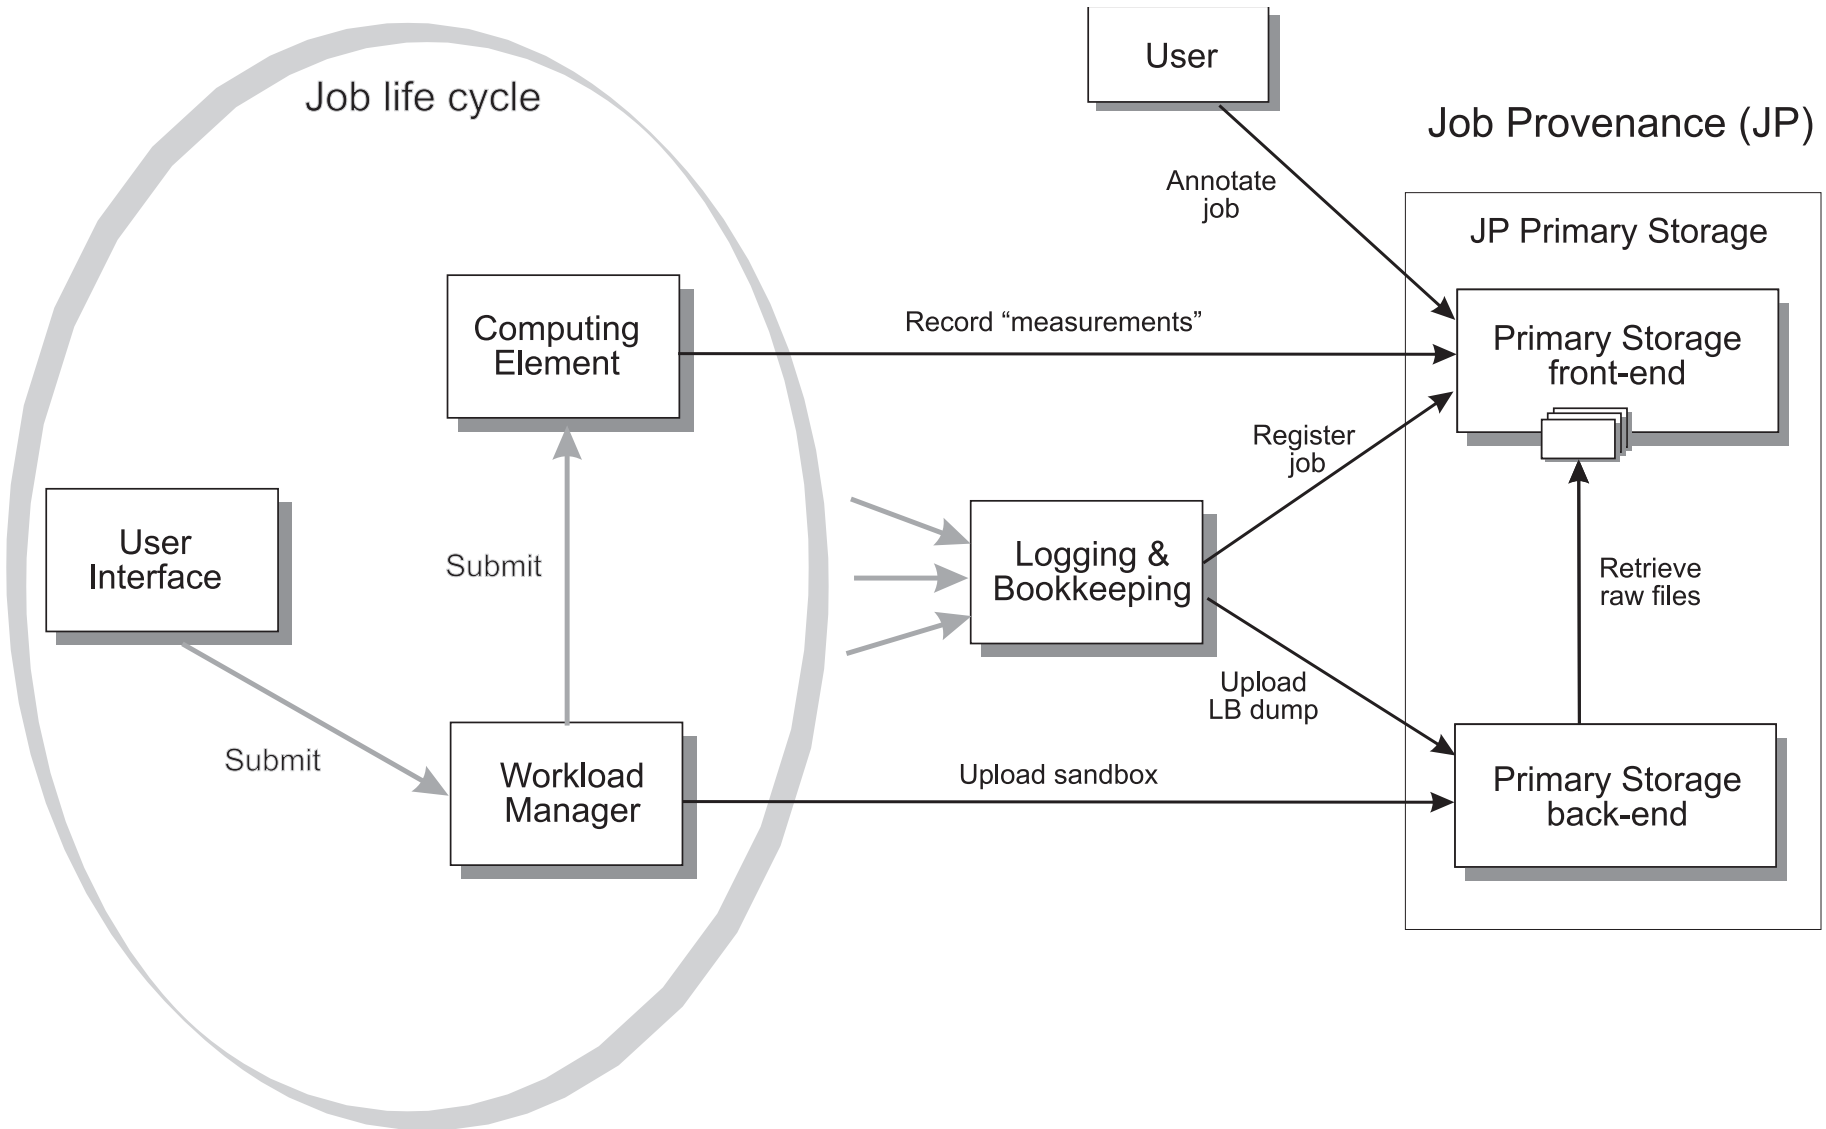 User
Job life cycle
Job Provenance (JP)
Annotate
job
JP Primary Storage
Computing
Element
Record “measurements”
Primary Storage
front-end
Register
job
User
Interface
Submit
Logging &
Bookkeeping
Retrieve
raw files
Upload
LB dump
Submit
Workload
Manager
Upload sandbox
Primary Storage
back-end